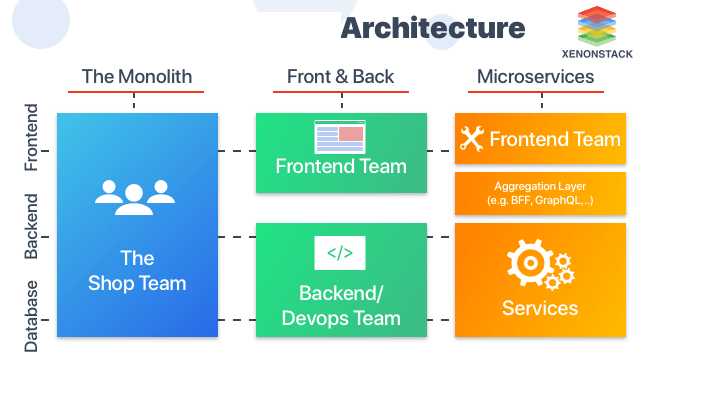 Architecture
XENONSTACK
The Monolith
Front & Back
Microservices
Frontend
Backend
Database
The
Shop Team
Frontend Team
</>
Backend/
Devops Team
Frontend Team
Aggregation Layer
(e.g. BFF, GraphQL,..)
Services